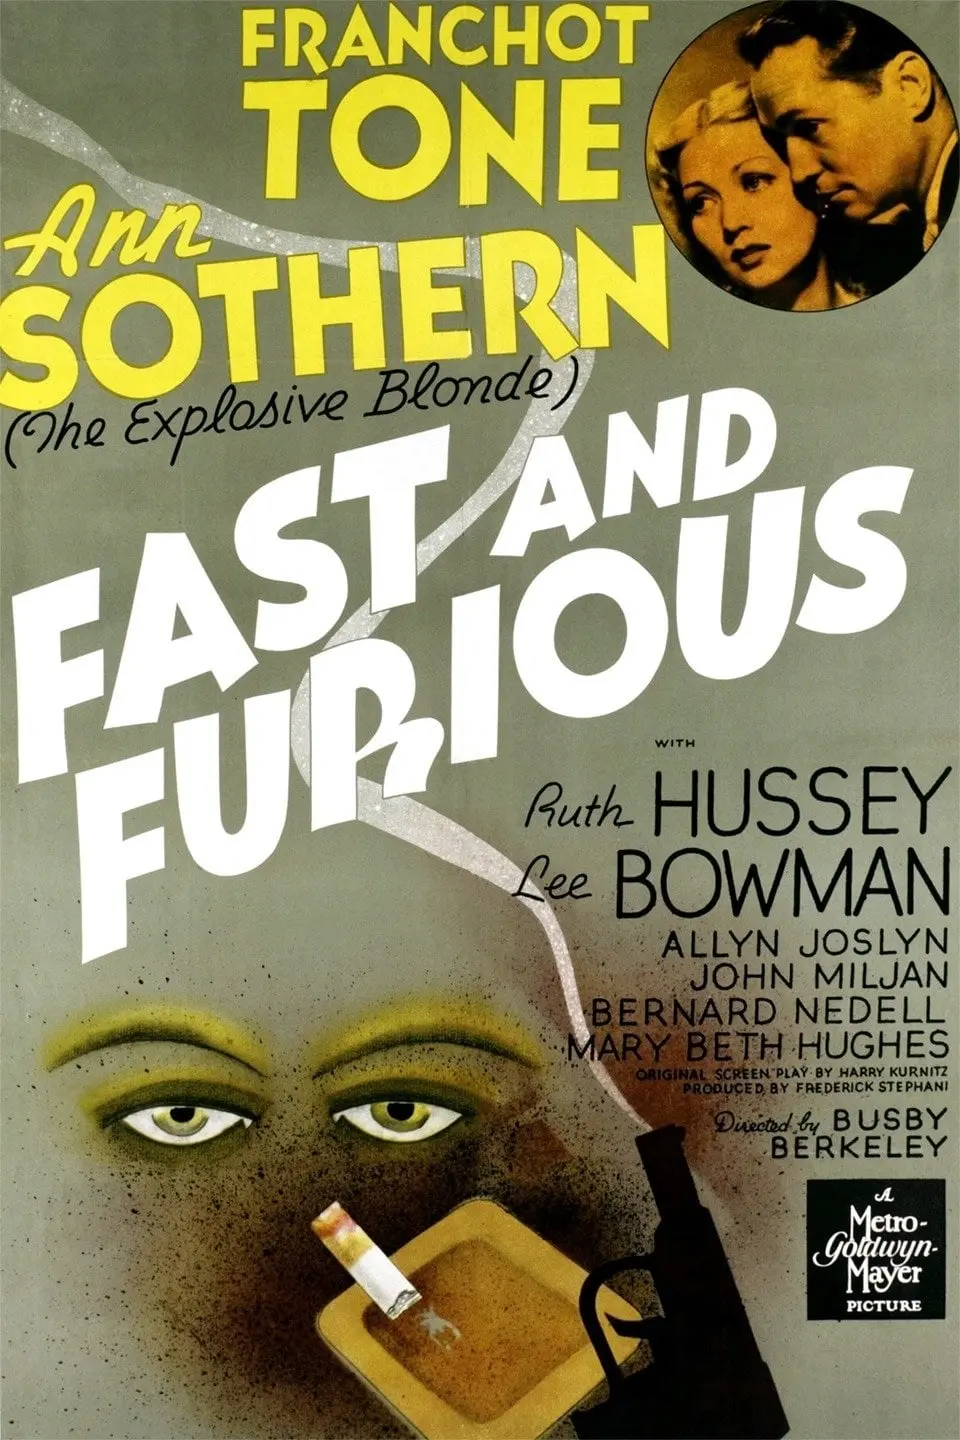 FRANCHOT
TONE
Ann
SOTHERN
(The Explosive Blonde)
FAST AND
FURIOUS
WITH
Ruth HUSSEY
Lee BOWMAN
ALLYN JOSLYN
JOHN MILJAN
BERNARD NEDELL
MARY BETH HUGHES
ORIGINAL SCREEN PLAY BY HARRY KURNITZ
PRODUCED BY FREDERICK STEPHANI
Directed by BUSBY
BERKELEY
A
Metro-
Goldwyn-
Mayer
PICTURE